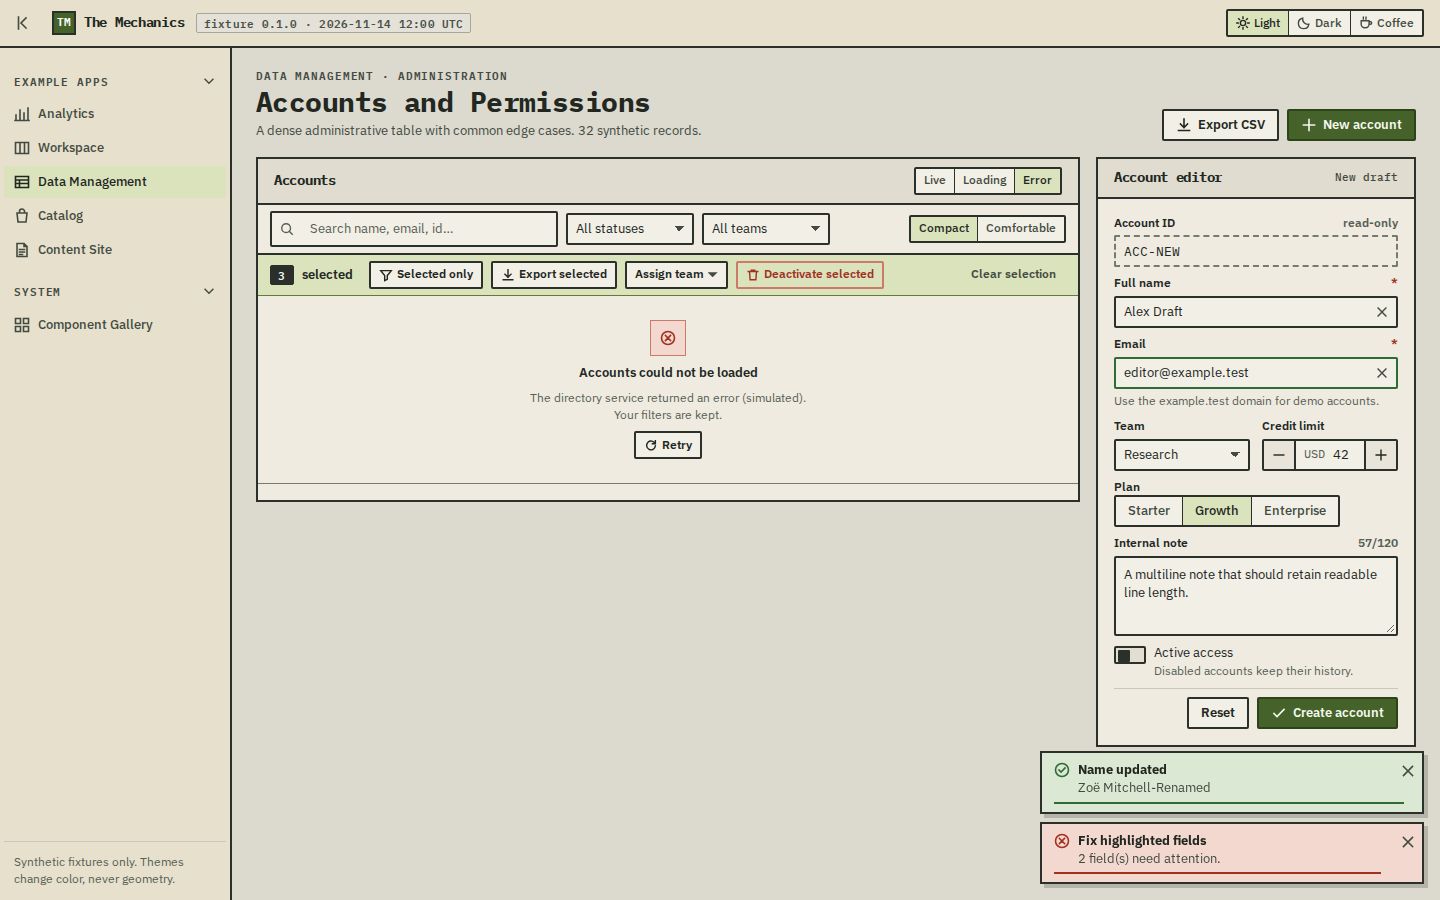 TM The Mechanics fixture 0.1.0 · 2026-11-14 12:00 UTC
Light Dark Coffee
EXAMPLE APPS
Analytics
Workspace
Data Management
Catalog
Content Site
SYSTEM
Component Gallery
Synthetic fixtures only. Themes
change color, never geometry.
DATA MANAGEMENT · ADMINISTRATION
Accounts and Permissions
A dense administrative table with common edge cases. 32 synthetic records.
Export CSV New account
Accounts
Live Loading Error
Search name, email, id... All statuses All teams Compact Comfortable
3 selected Selected only Export selected Assign team Deactivate selected Clear selection
Accounts could not be loaded
The directory service returned an error (simulated).
Your filters are kept.
Retry
Account editor New draft
Account ID read-only
ACC-NEW
Full name *
Alex Draft
Email *
editor@example.test
Use the example.test domain for demo accounts.
Team Credit limit
Research USD 42
Plan
Starter Growth Enterprise
Internal note 57/120
A multiline note that should retain readable
line length.
Active access
Disabled accounts keep their history.
Reset Create account
Name updated
Zoë Mitchell-Renamed
Fix highlighted fields
2 field(s) need attention.